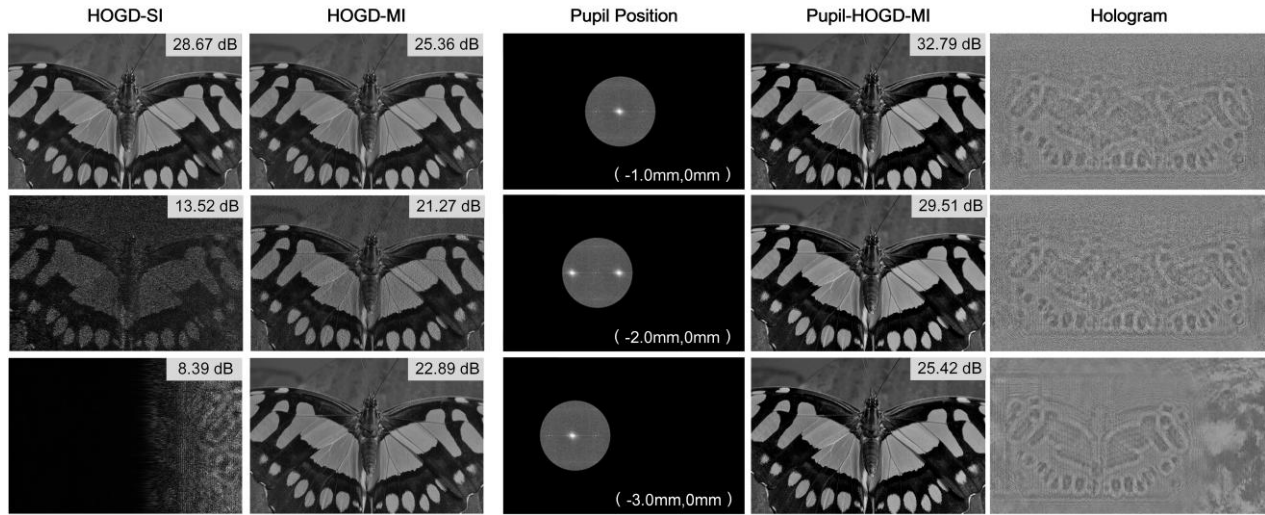 HOGD-SI HOGD-MI Pupil Position Pupil-HOGD-MI Hologram
28.67 dB 25.36 dB 32.79 dB
( -1.0mm,0mm)
13.52 dB 21.27 dB 29.51 dB
( -2.0mm,0mm)
8.39 dB 22.89 dB 25.42 dB
( -3.0mm,0mm)